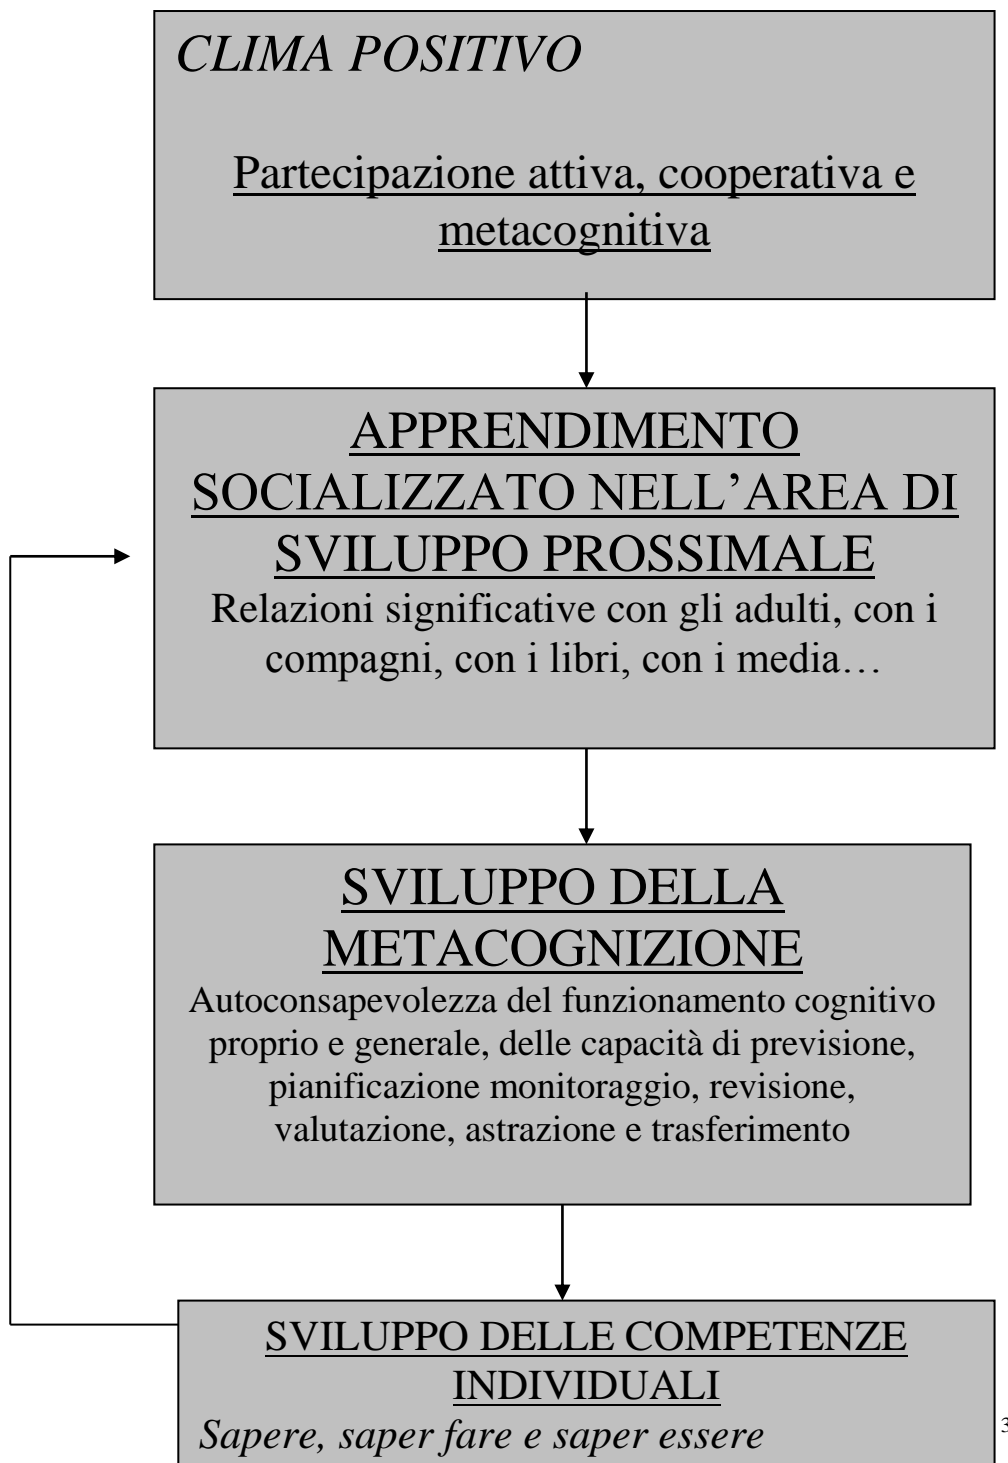 CLIMA POSITIVO
Partecipazione attiva, cooperativa e
metacognitiva
APPRENDIMENTO
SOCIALIZZATO NELL’AREA DI
SVILUPPO PROSSIMALE
Relazioni significative con gli adulti, con i
compagni, con i libri, con i media…
SVILUPPO DELLA
METACOGNIZIONE
Autoconsapevolezza del funzionamento cognitivo
proprio e generale, delle capacità di previsione,
pianificazione monitoraggio, revisione,
valutazione, astrazione e trasferimento
SVILUPPO DELLE COMPETENZE
INDIVIDUALI
Sapere, saper fare e saper essere
3